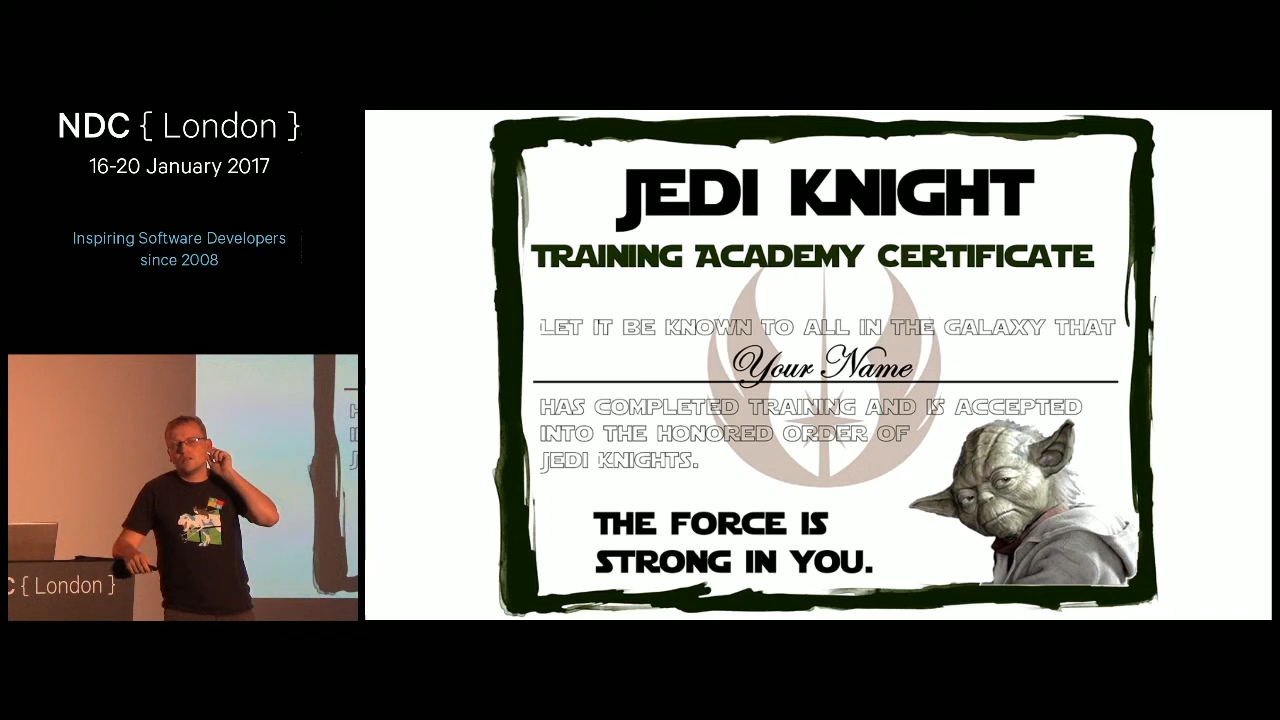 NDC { London }
16-20 January 2017
Inspiring Software Developers
since 2008
C { London }
JEDI KNIGHT
TRAINING ACADEMY CERTIFICATE
LET IT BE KNOWN TO ALL IN THE GALAXY THAT
Your Name
HAS COMPLETED TRAINING AND IS ACCEPTED
INTO THE HONORED ORDER OF
JEDI KNIGHTS.
THE FORCE IS
STRONG IN YOU.